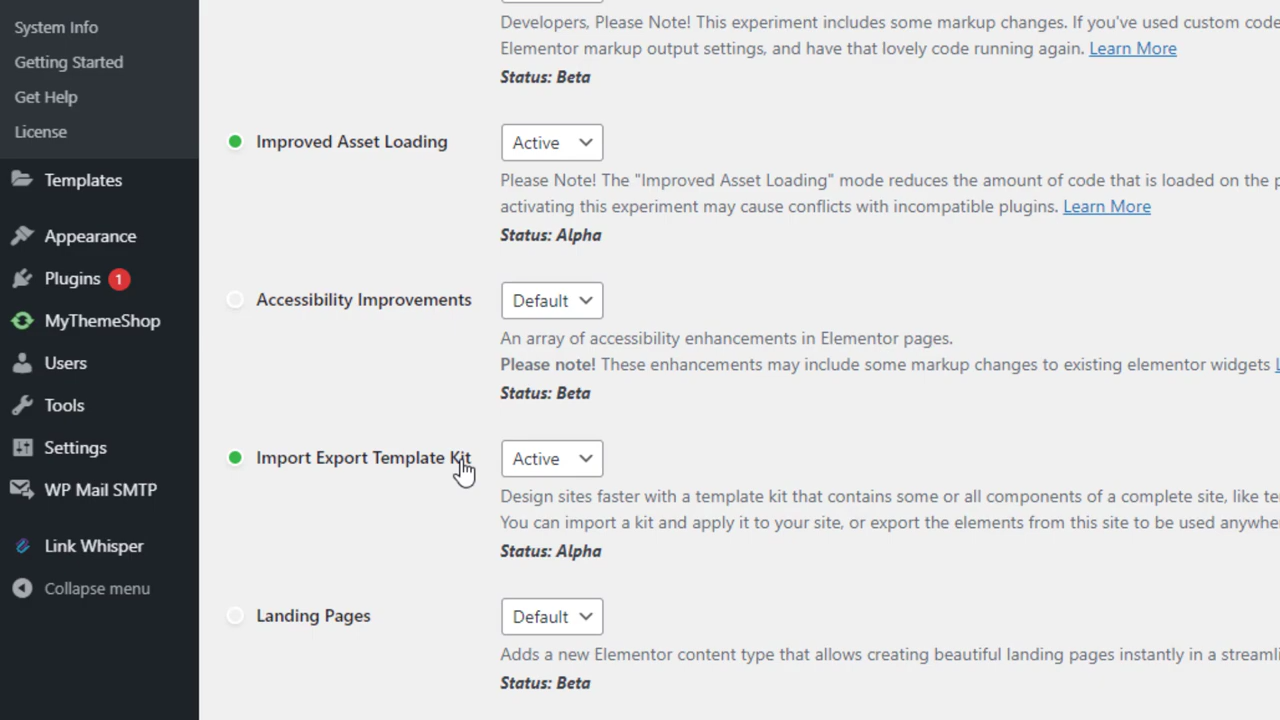 System Info
Getting Started
Get Help
License
Templates
Appearance
Plugins 1
MyThemeShop
Users
Tools
Settings
WP Mail SMTP
Link Whisper
Collapse menu
Developers, Please Note! This experiment includes some markup changes. If you've used custom code
Elementor markup output settings, and have that lovely code running again. Learn More
Status: Beta
Improved Asset Loading
Active
Please Note! The "Improved Asset Loading" mode reduces the amount of code that is loaded on the p
activating this experiment may cause conflicts with incompatible plugins. Learn More
Status: Alpha
Accessibility Improvements
Default
An array of accessibility enhancements in Elementor pages.
Please note! These enhancements may include some markup changes to existing elementor widgets L
Status: Beta
Import Export Template Kit
Active
Design sites faster with a template kit that contains some or all components of a complete site, like te
You can import a kit and apply it to your site, or export the elements from this site to be used anywhe
Status: Alpha
Landing Pages
Default
Adds a new Elementor content type that allows creating beautiful landing pages instantly in a streamli
Status: Beta